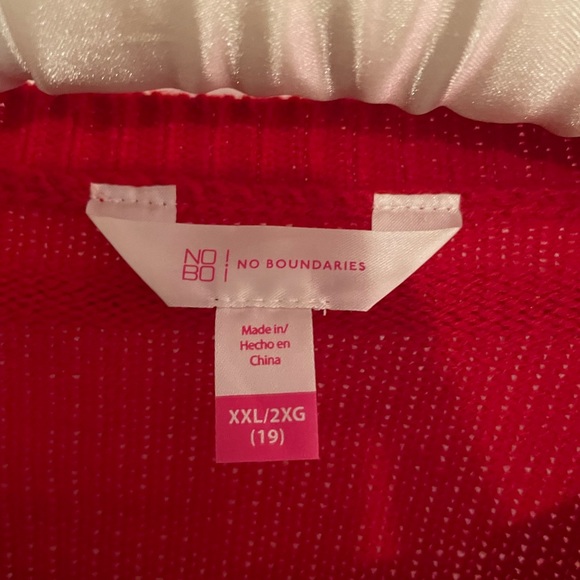 NO
BO
NO BOUNDARIES
Made in/
Hecho en
China
XXL/2XG
(19)